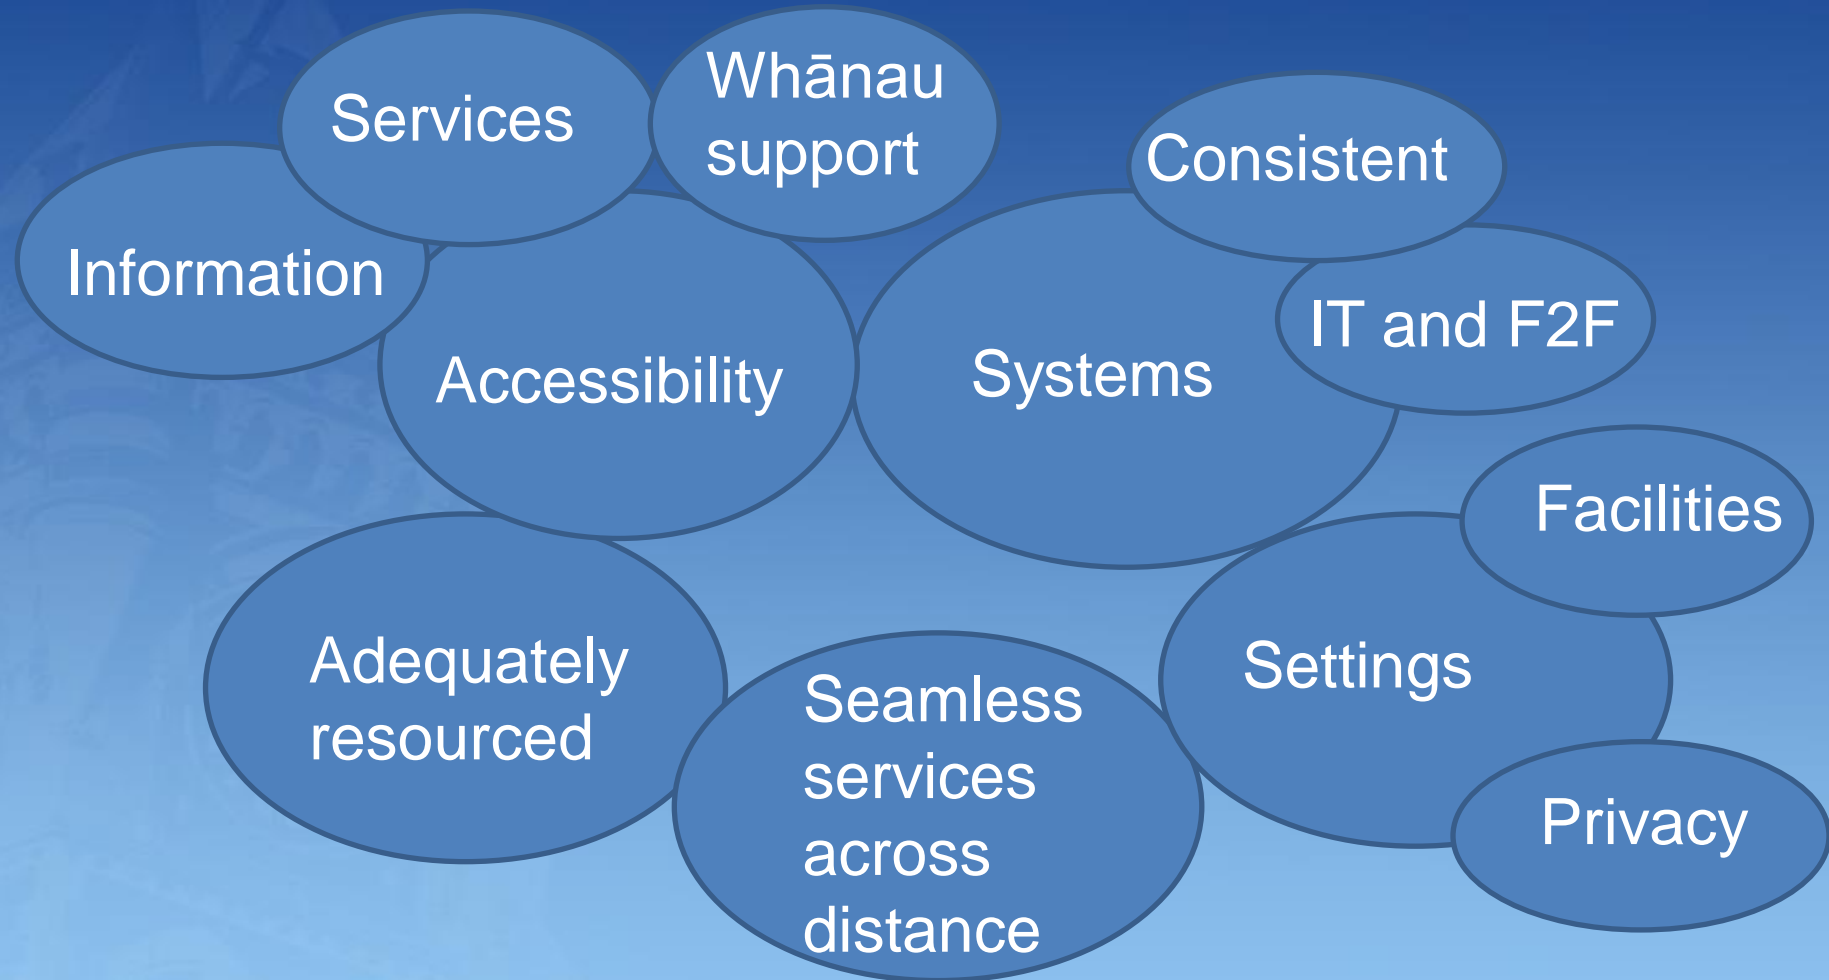 Services
Whānau
support
Consistent
Information
IT and F2F
Accessibility
Systems
Facilities
Adequately
resourced
Seamless
services
across
distance
Settings
Privacy